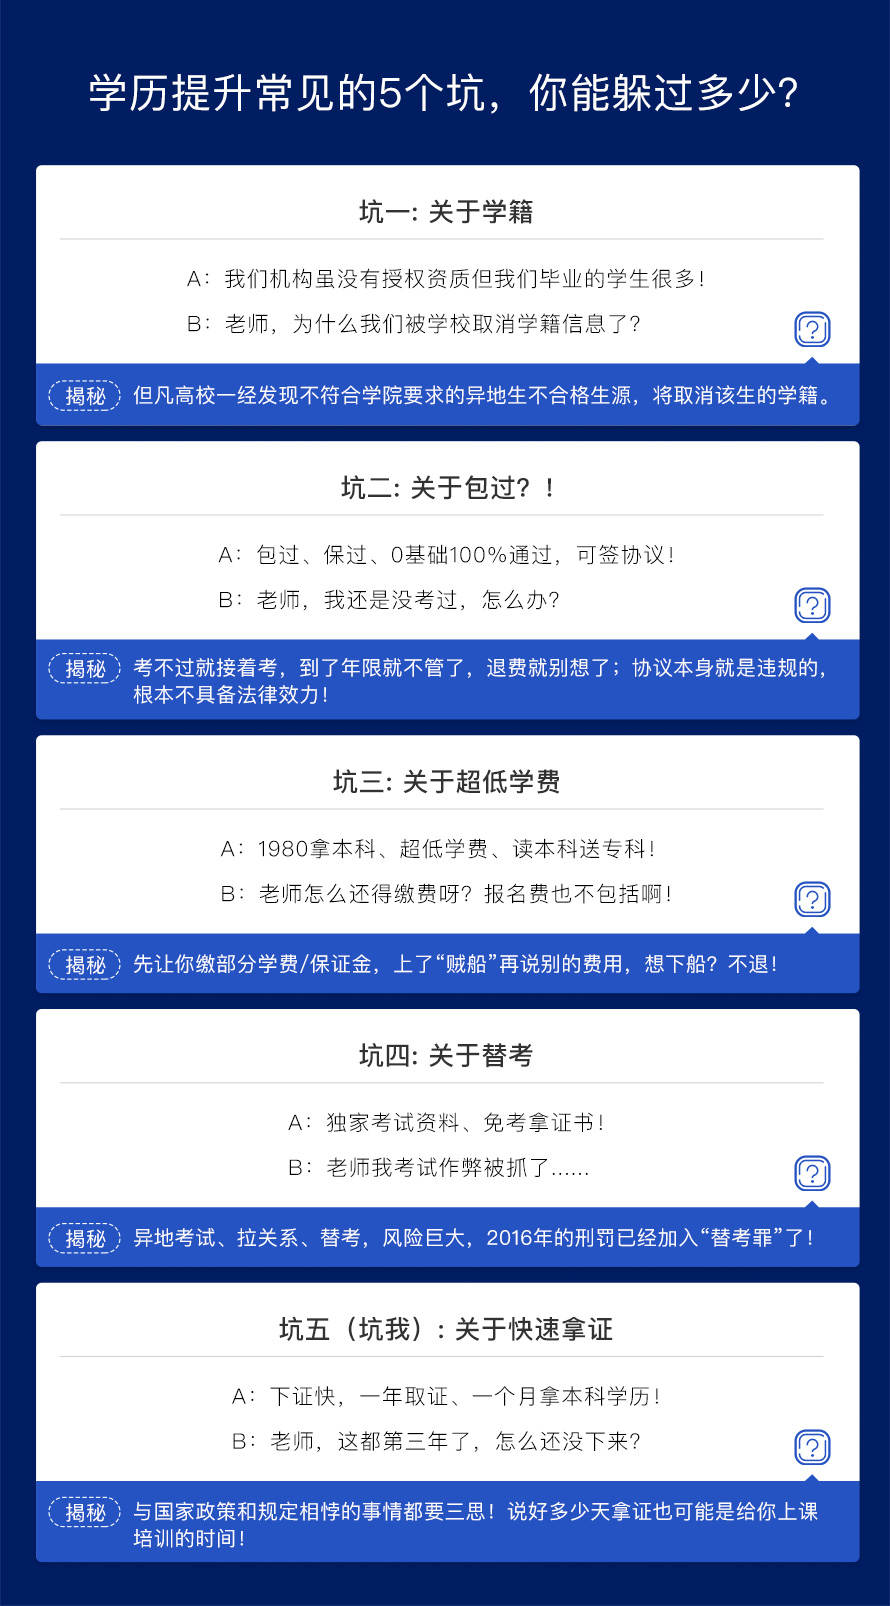 学历提升常见的5个坑，你能躲过多少？
坑一：关于学籍
A：我们机构虽没有授权资质但我们毕业的学生很多！
B：老师，为什么我们被学校取消学籍信息了？
揭秘 但凡高校一经发现不符合学院要求的异地生不合格生源，将取消该生的学籍。
坑二：关于包过？！
A：包过、保过、0基础100%通过，可签协议！
B：老师，我还是没考过，怎么办？
揭秘 考不过就接着考，到了年限就不管了，退费就别想了；协议本身就是违规的，
根本不具备法律效力！
坑三：关于超低学费
A：1980拿本科、超低学费、读本科送专科！
B：老师怎么还得缴费呀？报名费也不包括啊！
揭秘 先让你缴部分学费/保证金，上了“贼船”再说别的费用，想下船？不退！
坑四：关于替考
A：独家考试资料、免考拿证书！
B：老师我考试作弊被抓了......
揭秘 异地考试、拉关系、替考，风险巨大，2016年的刑罚已经加入“替考罪”了！
坑五（坑我）：关于快速拿证
A：下证快，一年取证、一个月拿本科学历！
B：老师，这都第三年了，怎么还没下来？
揭秘 与国家政策和规定相悖的事情都要三思！说好多少天拿证也可能是给你上课
培训的时间！